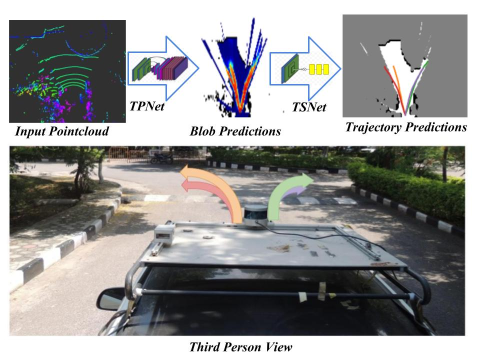 TPNet
TSNet
Input Pointcloud
Blob Predictions
Trajectory Predictions
Third Person View